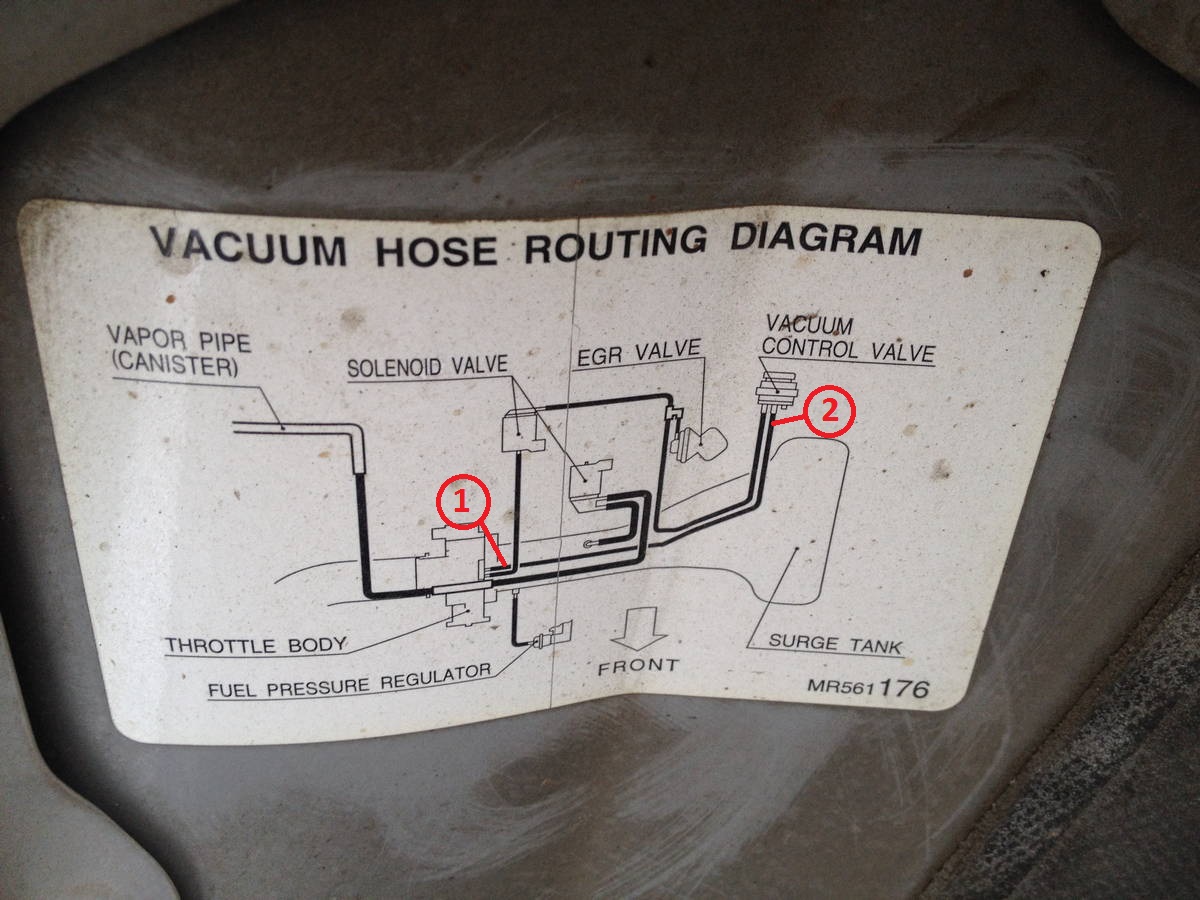 VACUUM HOSE ROUTING DIAGRAM
VAPOR PIPE
(CANISTER)
SOLENOID VALVE
EGR VALVE
VACUUM
CONTROL VALVE
2
1
THROTTLE BODY
FUEL PRESSURE REGULATOR
FRONT
SURGE TANK
MR561176